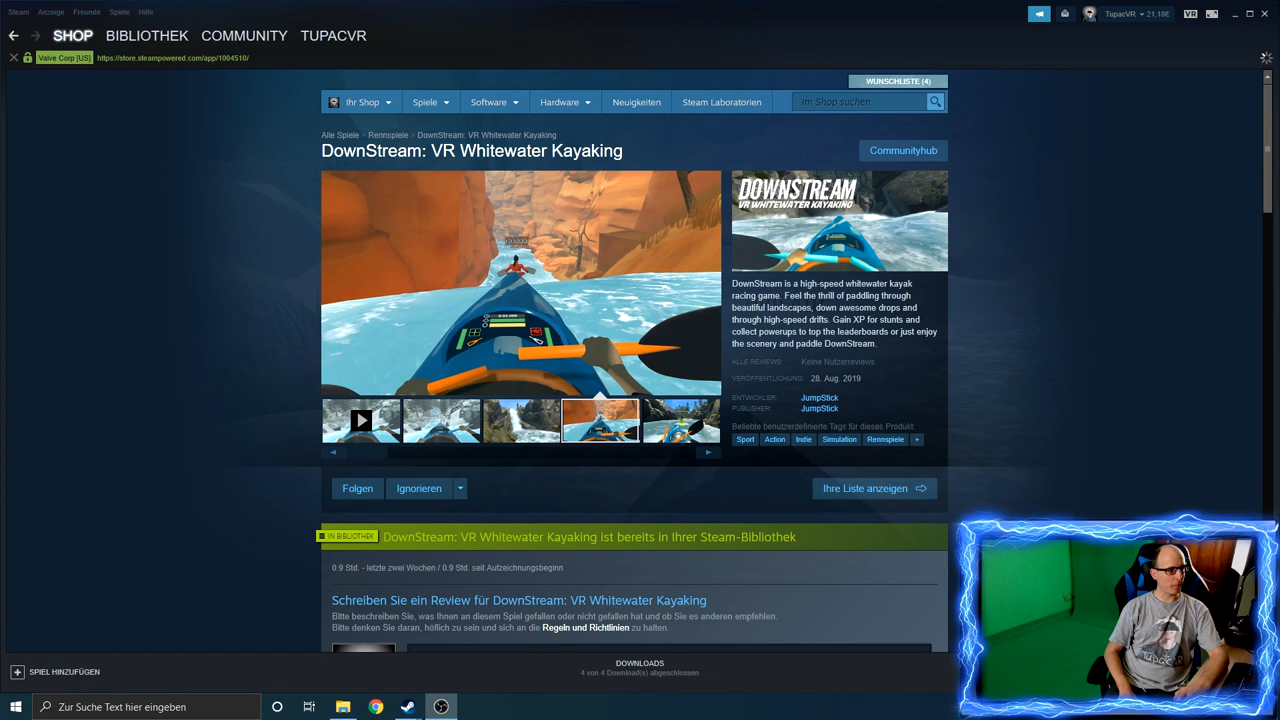 Steam Anzeige Freunde Spiele Hilfe
TupacVR 21,18€
VR
SHOP BIBLIOTHEK COMMUNITY TUPACVR
Valve Corp [US] https://store.steampowered.com/app/1004510/
WUNSCHLISTE (4)
Ihr Shop Spiele Software Hardware Neuigkeiten Steam Laboratorien Im Shop suchen
Alle Spiele > Rennspiele > DownStream: VR Whitewater Kayaking
DownStream: VR Whitewater Kayaking
Communityhub
DOWNSTREAM
VR WHITEWATER KAYAKING
DownStream is a high-speed whitewater kayak
racing game. Feel the thrill of paddling through
beautiful landscapes, down awesome drops and
through high-speed drifts. Gain XP for stunts and
collect powerups to top the leaderboards or just enjoy
the scenery and paddle DownStream.
ALLE REVIEWS: Keine Nutzerreviews
VERÖFFENTLICHUNG: 28. Aug. 2019
ENTWICKLER: JumpStick
PUBLISHER: JumpStick
Beliebte benutzerdefinierte Tags für dieses Produkt:
Sport Action Indie Simulation Rennspiele +
Folgen Ignorieren Ihre Liste anzeigen
IN BIBLIOTHEK DownStream: VR Whitewater Kayaking ist bereits in Ihrer Steam-Bibliothek
0.9 Std. - letzte zwei Wochen / 0.9 Std. seit Aufzeichnungsbeginn
Schreiben Sie ein Review für DownStream: VR Whitewater Kayaking
Bitte beschreiben Sie, was Ihnen an diesem Spiel gefallen oder nicht gefallen hat und ob Sie es anderen empfehlen.
Bitte denken Sie daran, höflich zu sein und sich an die Regeln und Richtlinien zu halten.
TupacVR
+ SPIEL HINZUFÜGEN
DOWNLOADS
4 von 4 Download(s) abgeschlossen
Zur Suche Text hier eingeben